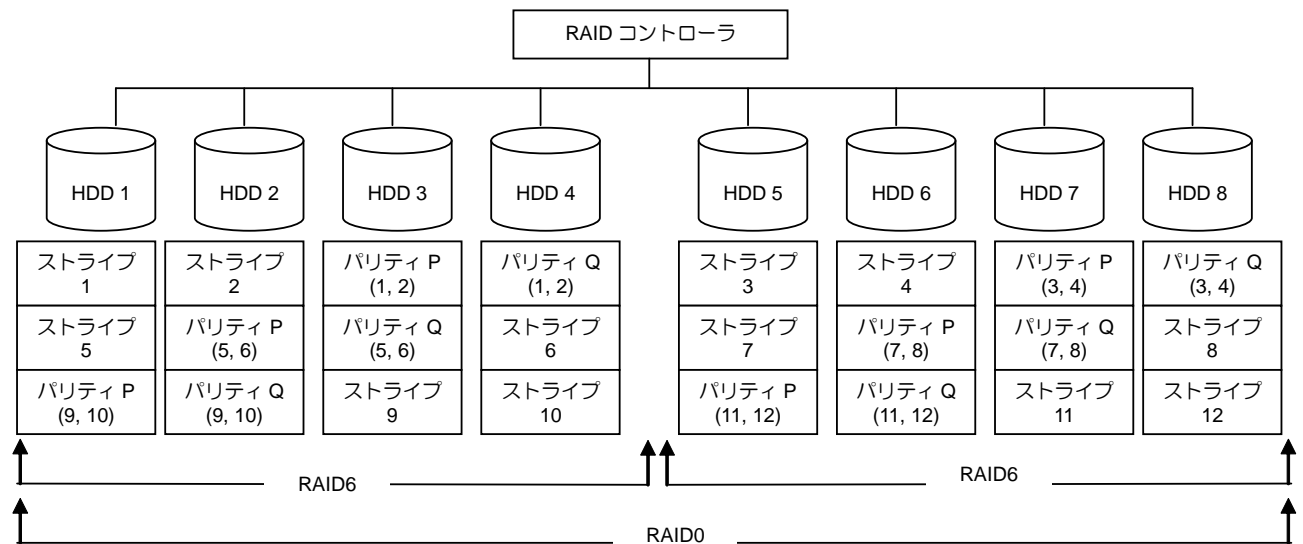 RAID コントローラ
HDD 1
HDD 2
HDD 3
HDD 4
HDD 5
HDD 6
HDD 7
HDD 8
ストライプ
1
ストライプ
2
パリティ P
(1, 2)
パリティ Q
(1, 2)
ストライプ
3
ストライプ
4
パリティ P
(3, 4)
パリティ Q
(3, 4)
ストライプ
5
パリティ P
(5, 6)
パリティ Q
(5, 6)
ストライプ
6
ストライプ
7
パリティ P
(7, 8)
パリティ Q
(7, 8)
ストライプ
8
パリティ P
(9, 10)
パリティ Q
(9, 10)
ストライプ
9
ストライプ
10
パリティ P
(11, 12)
パリティ Q
(11, 12)
ストライプ
11
ストライプ
12
RAID6
RAID6
RAID0